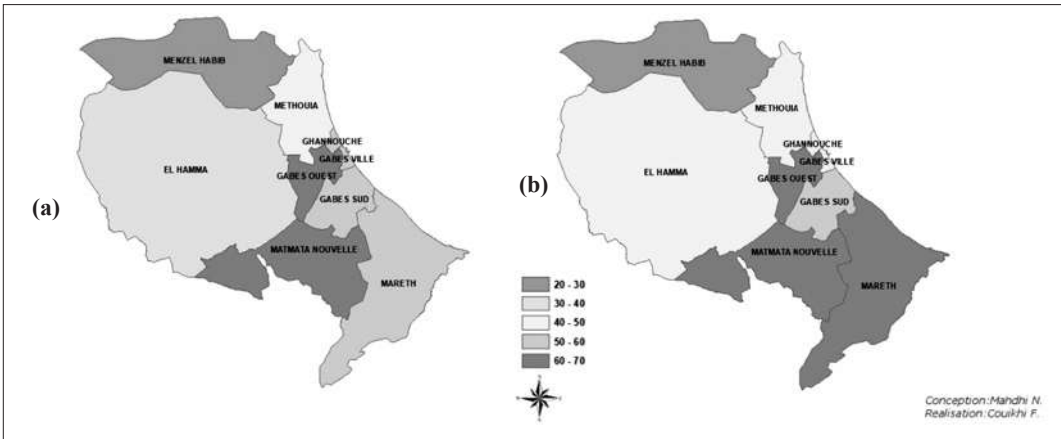 (a)
MENZEL HABIB
METHOUIA
GHANNOUCHE
GABES VILLE
EL HAMMA
GABES OUEST
GABES SUD
MATMATA NOUVELLE
MARETH
(b)
MENZEL HABIB
METHOUIA
GHANNOUCHE
GABES VILLE
EL HAMMA
GABES OUEST
GABES SUD
MATMATA NOUVELLE
MARETH
20 - 30
30 - 40
40 - 50
50 - 60
60 - 70
Conception:Mahdhi N.
Realisation:Couikhi F.